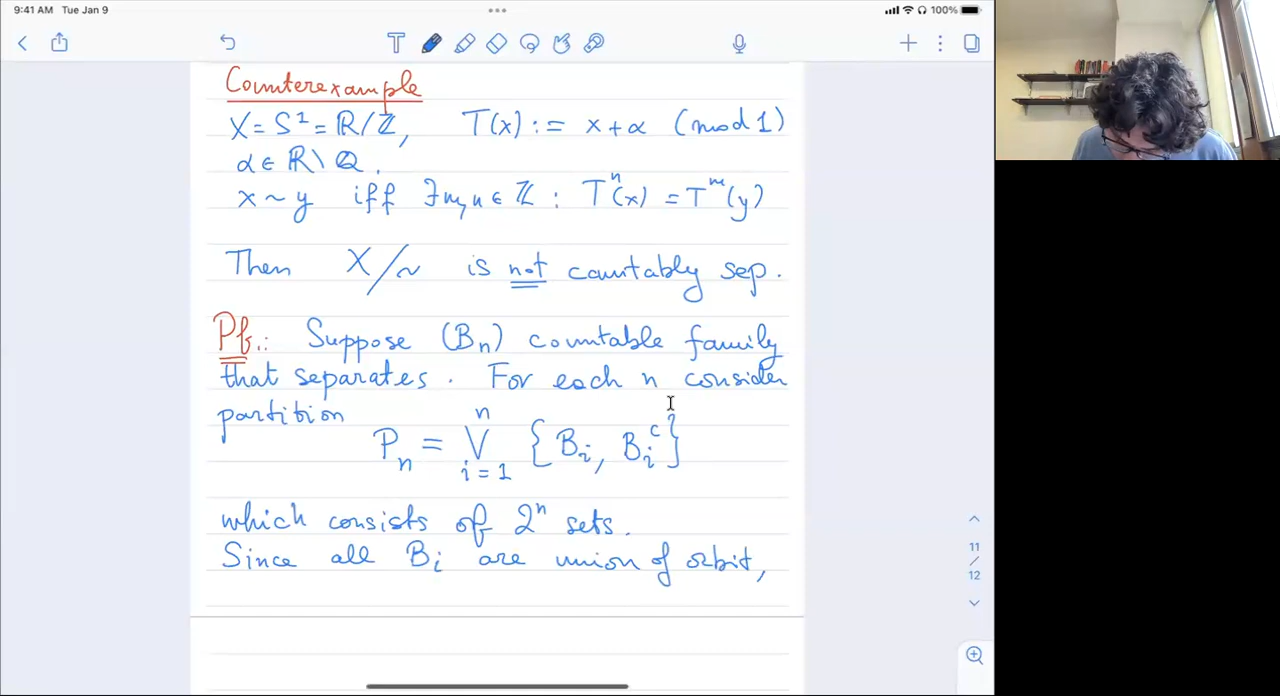 9:41 AM Tue Jan 9
100%
Counterexample
X = S¹ = ℝ/ℤ, T(x) := x + α (mod 1)
α ∈ ℝ \ ℚ.
x ~ y iff ∃ m, n ∈ ℤ : Tⁿ(x) = Tᵐ(y)
Then X/~ is not countably sep.
Pf.: Suppose (Bₙ) countable family
that separates. For each n consider
partition
Pₙ = ⋁ⁿᵢ₌₁ {Bᵢ, Bᵢᶜ}
which consists of 2ⁿ sets.
Since all Bᵢ are union of orbit,
11
/
12